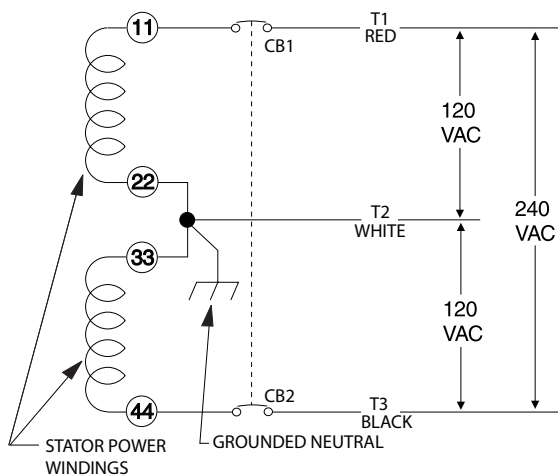 11
CB1
T1
RED
120
VAC
22
T2
WHITE
240
VAC
33
120
VAC
44
CB2
T3
BLACK
STATOR POWER
WINDINGS
GROUNDED NEUTRAL